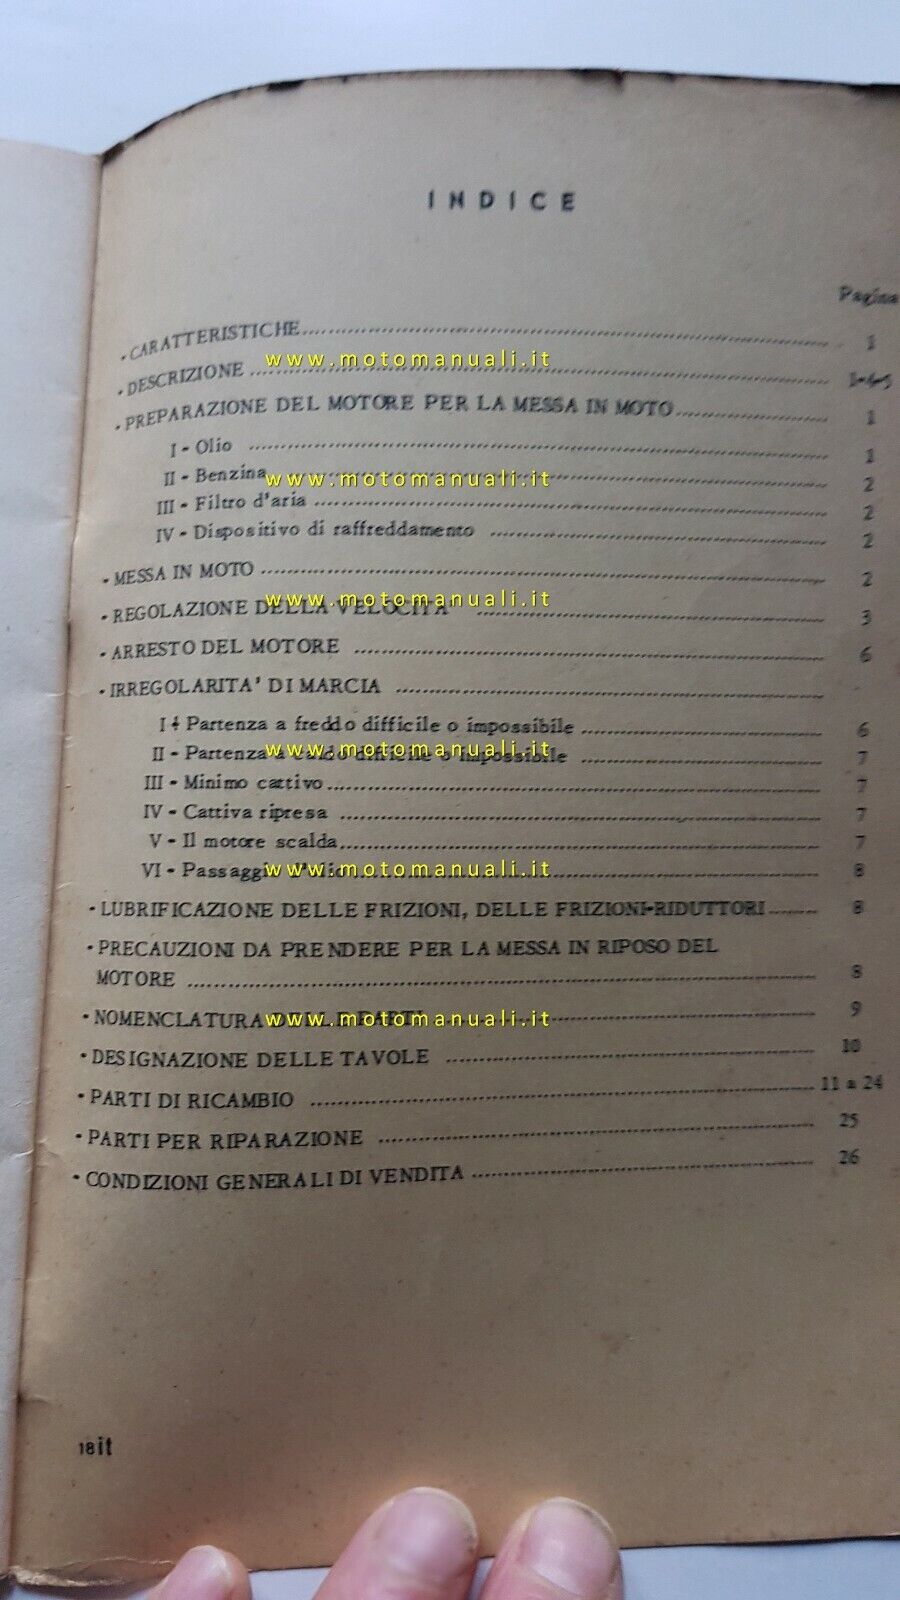 INDICE
Pagina
• CARATTERISTICHE 1
www.motomanuali.it
• DESCRIZIONE 1-4-5
• PREPARAZIONE DEL MOTORE PER LA MESSA IN MOTO 1
I - Olio 1
II - Benzina 2
www.motomanuali.it
III - Filtro d'aria 2
IV - Dispositivo di raffreddamento 2
• MESSA IN MOTO 2
www.motomanuali.it
• REGOLAZIONE DELLA VELOCITA' 3
• ARRESTO DEL MOTORE 6
• IRREGOLARITA' DI MARCIA
I - Partenza a freddo difficile o impossibile 6
www.motomanuali.it
II - Partenza a caldo difficile o impossibile 7
III - Minimo cattivo 7
IV - Cattiva ripresa 7
V - Il motore scalda 7
www.motomanuali.it
VI - Passaggio d'olio 8
• LUBRIFICAZIONE DELLE FRIZIONI, DELLE FRIZIONI-RIDUTTORI 8
• PRECAUZIONI DA PRENDERE PER LA MESSA IN RIPOSO DEL
MOTORE 8
www.motomanuali.it
• NOMENCLATURA 9
• DESIGNAZIONE DELLE TAVOLE 10
• PARTI DI RICAMBIO 11 a 24
• PARTI PER RIPARAZIONE 25
• CONDIZIONI GENERALI DI VENDITA 26
18it